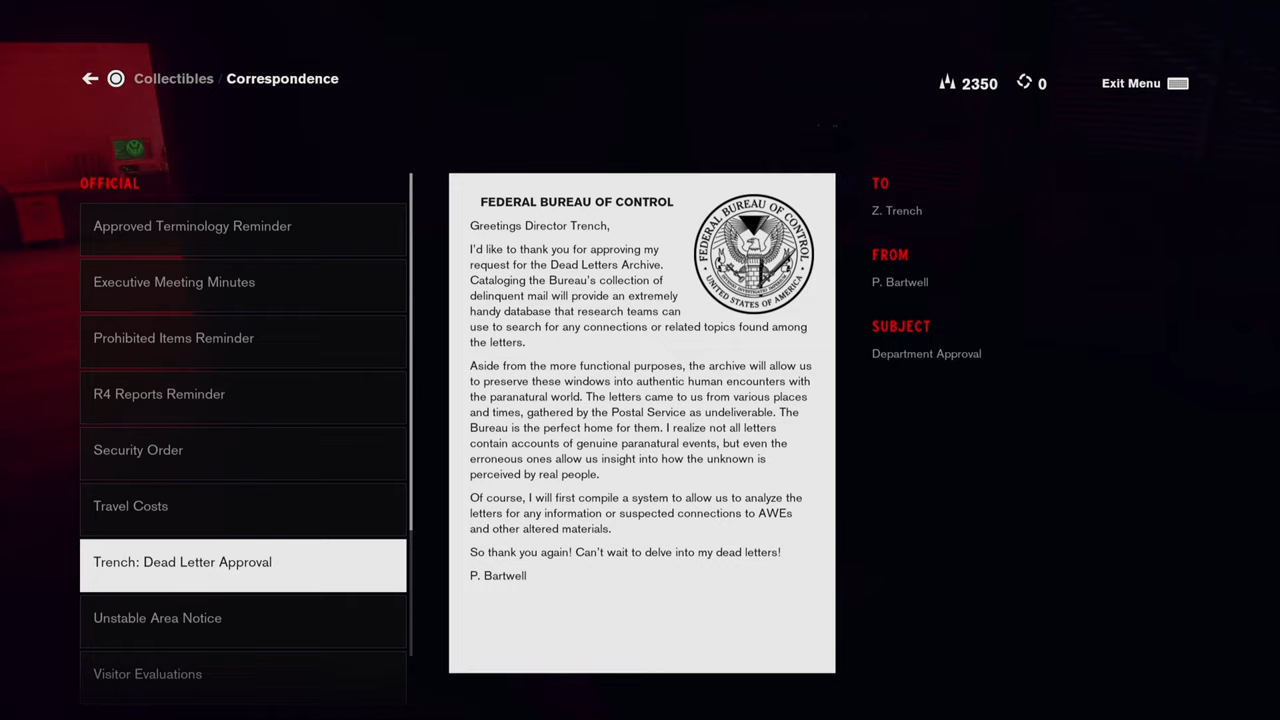 Collectibles / Correspondence
2350
0
Exit Menu
OFFICIAL
Approved Terminology Reminder
Executive Meeting Minutes
Prohibited Items Reminder
R4 Reports Reminder
Security Order
Travel Costs
Trench: Dead Letter Approval
Unstable Area Notice
Visitor Evaluations
FEDERAL BUREAU OF CONTROL
Greetings Director Trench,
I'd like to thank you for approving my
request for the Dead Letters Archive.
Cataloging the Bureau's collection of
delinquent mail will provide an extremely
handy database that research teams can
use to search for any connections or related topics found among
the letters.
Aside from the more functional purposes, the archive will allow us
to preserve these windows into authentic human encounters with
the paranatural world. The letters came to us from various places
and times, gathered by the Postal Service as undeliverable. The
Bureau is the perfect home for them. I realize not all letters
contain accounts of genuine paranatural events, but even the
erroneous ones allow us insight into how the unknown is
perceived by real people.
Of course, I will first compile a system to allow us to analyze the
letters for any information or suspected connections to AWEs
and other altered materials.
So thank you again! Can't wait to delve into my dead letters!
P. Bartwell
FEDERAL BUREAU OF CONTROL
UNITED STATES OF AMERICA
TO
Z. Trench
FROM
P. Bartwell
SUBJECT
Department Approval